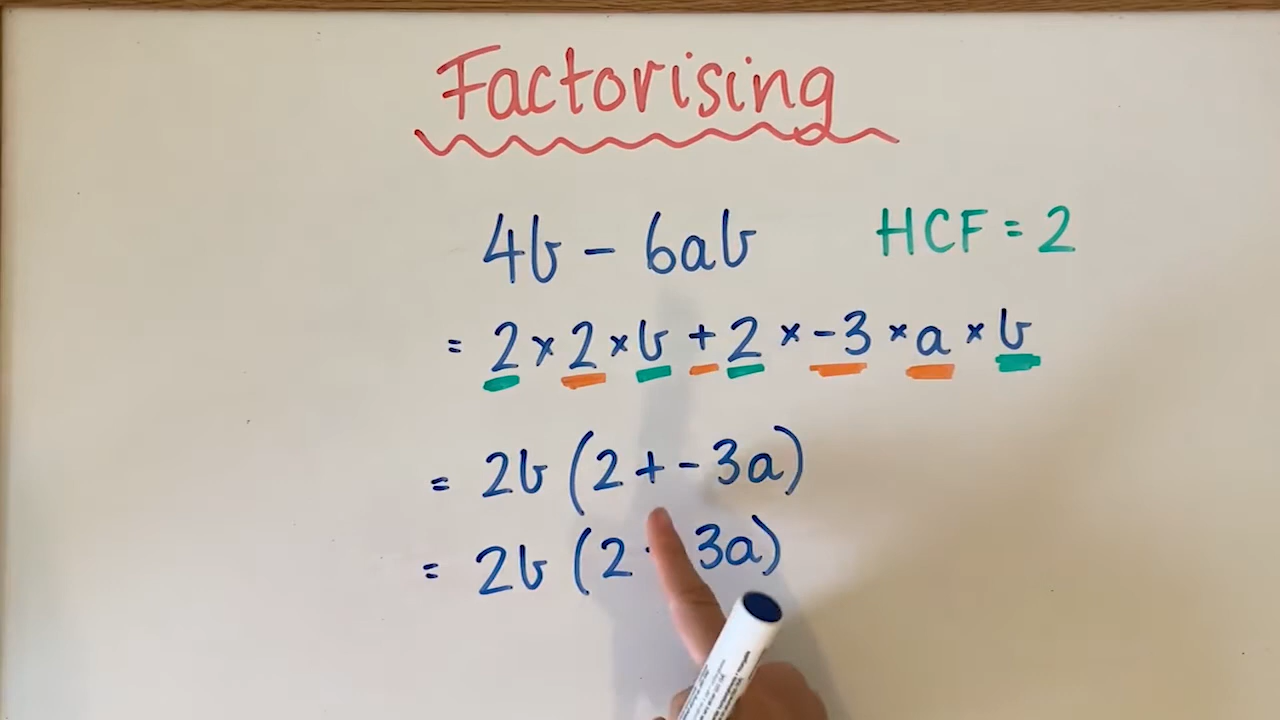 Factorising
4b - 6ab HCF = 2
= 2 × 2 × b + 2 × -3 × a × b
= 2b (2 + - 3a)
= 2b (2 - 3a)